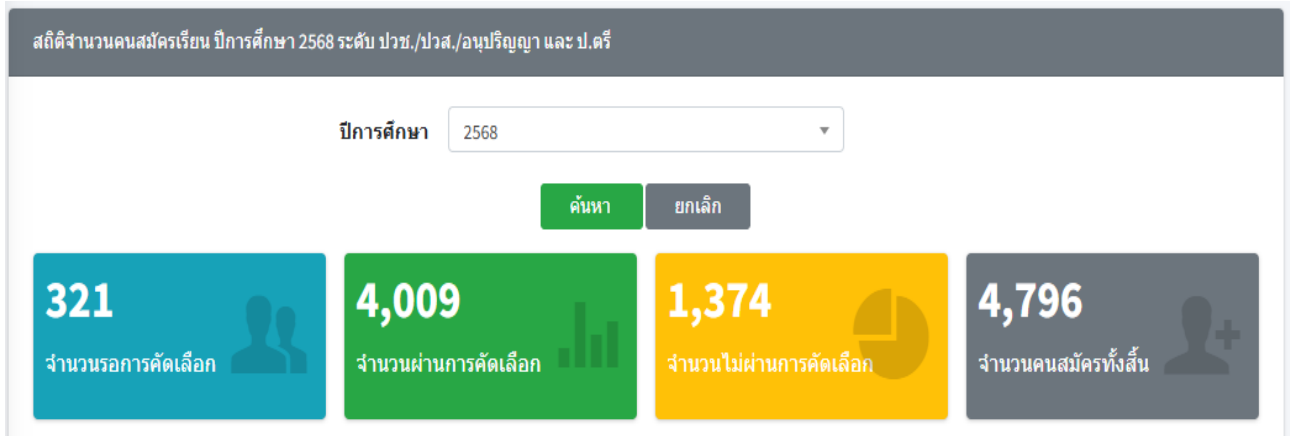 สถิติจำนวนคนสมัครเรียน ปีการศึกษา 2568 ระดับ ปวช./ปวส./อนุปริญญา และ ป.ตรี
ปีการศึกษา 2568
ค้นหา ยกเลิก
321 4,009 1,374 4,796
จำนวนรอการคัดเลือก จำนวนผ่านการคัดเลือก จำนวนไม่ผ่านการคัดเลือก จำนวนคนสมัครทั้งสิ้น